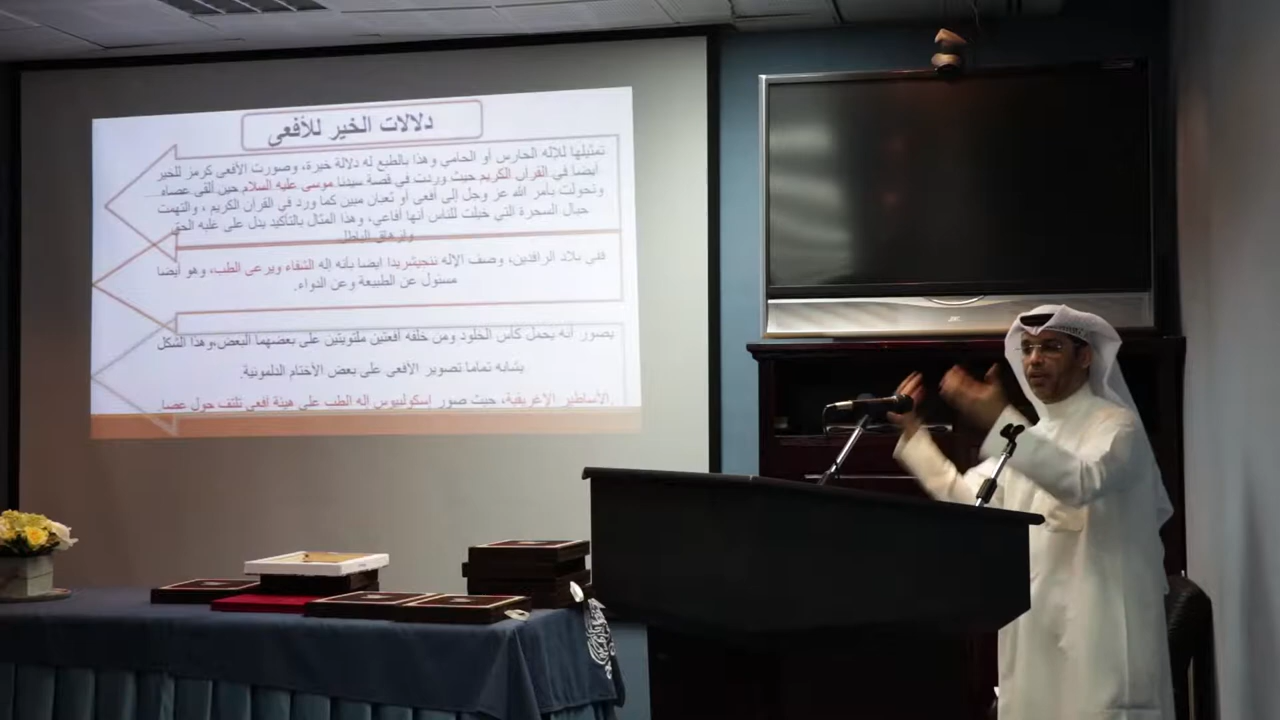 دلالات الخير للأفعى
تمثيلها للإله الحارس أو الحامي وهذا بالطبع له دلالة خيرة، وصورت الأفعى كرمز للخير
أيضا في القرآن الكريم حيث وردت في قصة سيدنا موسى عليه السلام حين ألقى عصاه
وتحولت بأمر الله عز وجل إلى أفعى أو ثعبان مبين كما ورد في القرآن الكريم ، والتهمت
حبال السحرة التي خيلت للناس أنها أفاعي، وهذا المثال بالتأكيد يدل على غلبه الحق
وإزهاق الباطل
ففي بلاد الرافدين، وصف الإله ننجيشزيدا ايضا بأنه إله الشفاء ويرعى الطب، وهو أيضا
مسئول عن الطبيعة وعن الدواء.
يصور أنه يحمل كأس الخلود ومن خلفه أفعتين ملتويتين على بعضهما البعض،وهذا الشكل
يشابه تماما تصوير الأفعى على بعض الأختام الدلمونية.
الأساطير الإغريقية، حيث صور إسكولبيوس إله الطب على هيئة أفعى تلتف حول عصا